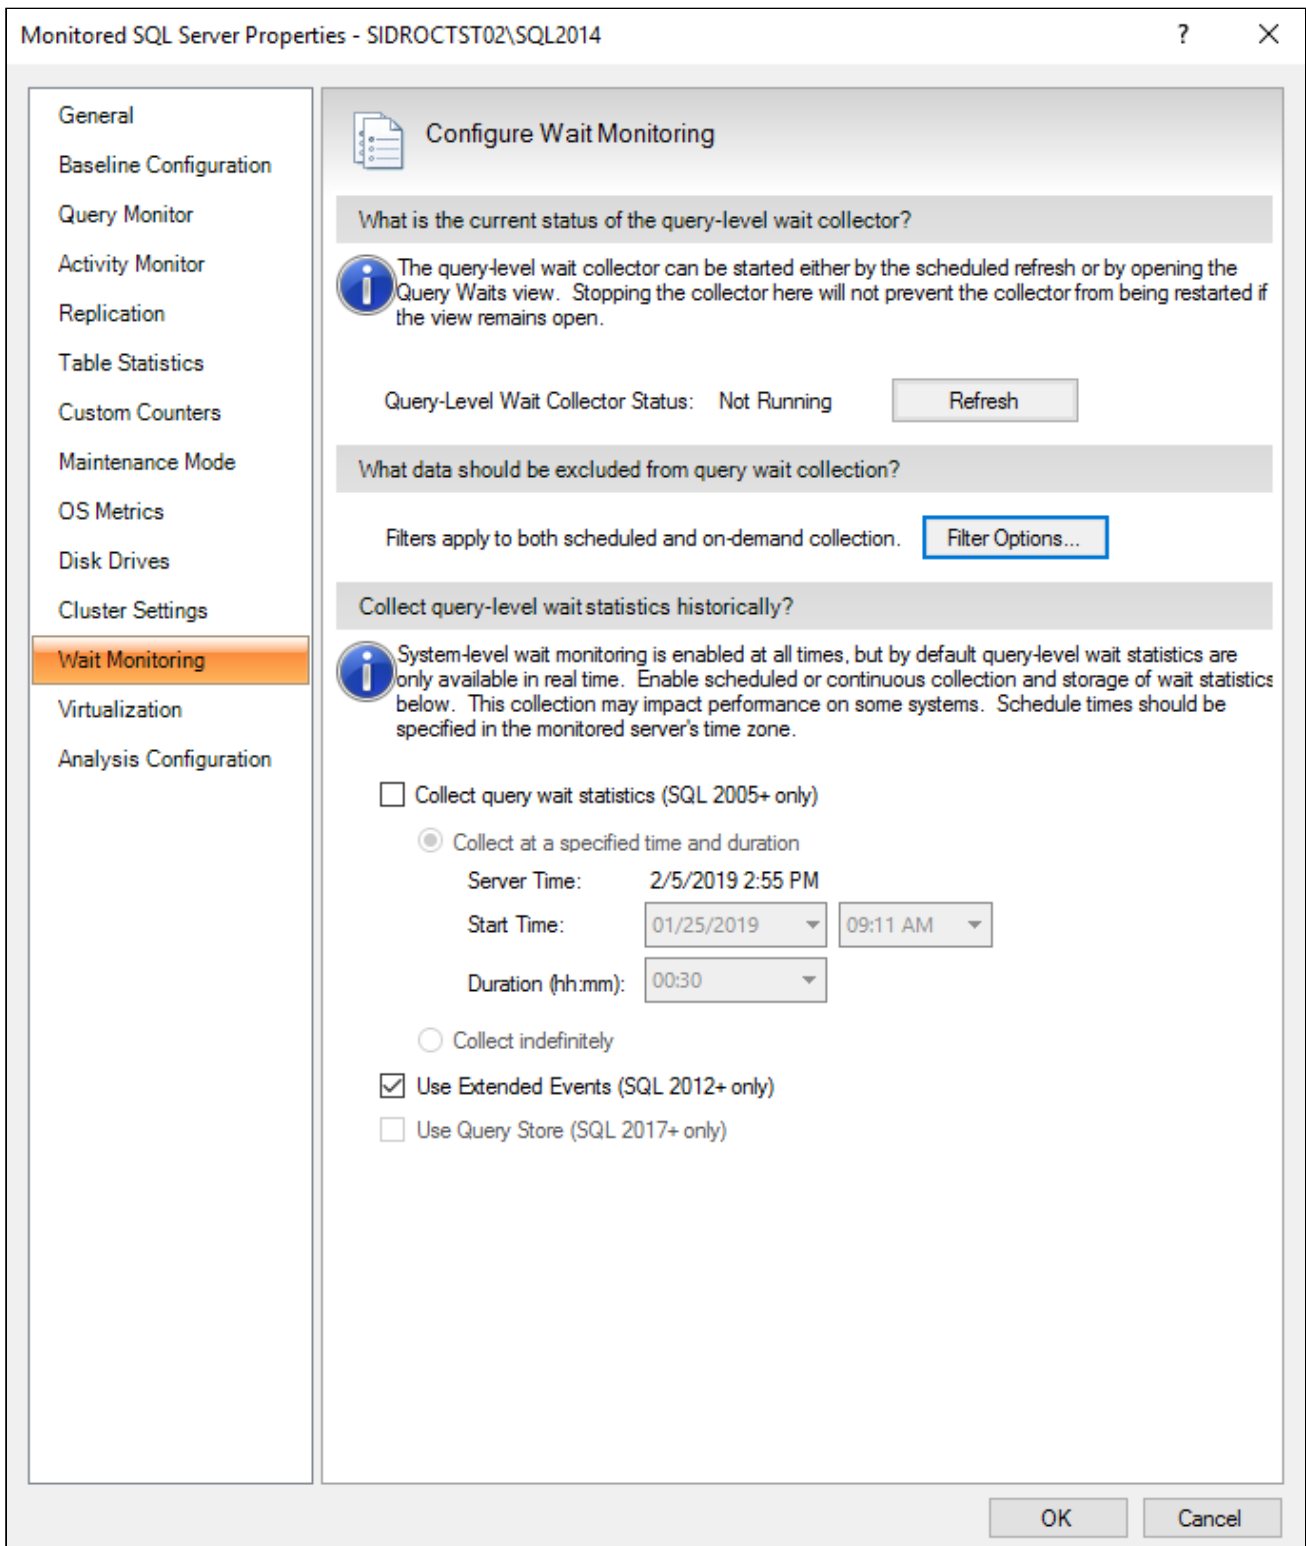 Monitored SQL Server Properties - SIDROCTST02\SQL2014
?
General
Baseline Configuration
Query Monitor
Activity Monitor
Replication
Table Statistics
Custom Counters
Maintenance Mode
OS Metrics
Disk Drives
Cluster Settings
Wait Monitoring
Virtualization
Analysis Configuration
Configure Wait Monitoring
What is the current status of the query-level wait collector?
The query-level wait collector can be started either by the scheduled refresh or by opening the
Query Waits view.  Stopping the collector here will not prevent the collector from being restarted if
the view remains open.
Query-Level Wait Collector Status: Not Running Refresh
What data should be excluded from query wait collection?
Filters apply to both scheduled and on-demand collection. Filter Options...
Collect query-level wait statistics historically?
System-level wait monitoring is enabled at all times, but by default query-level wait statistics are
only available in real time.  Enable scheduled or continuous collection and storage of wait statistics
below.  This collection may impact performance on some systems.  Schedule times should be
specified in the monitored server's time zone.
Collect query wait statistics (SQL 2005+ only)
Collect at a specified time and duration
Server Time: 2/5/2019 2:55 PM
Start Time: 01/25/2019 09:11 AM
Duration (hh:mm): 00:30
Collect indefinitely
Use Extended Events (SQL 2012+ only)
Use Query Store (SQL 2017+ only)
OK Cancel